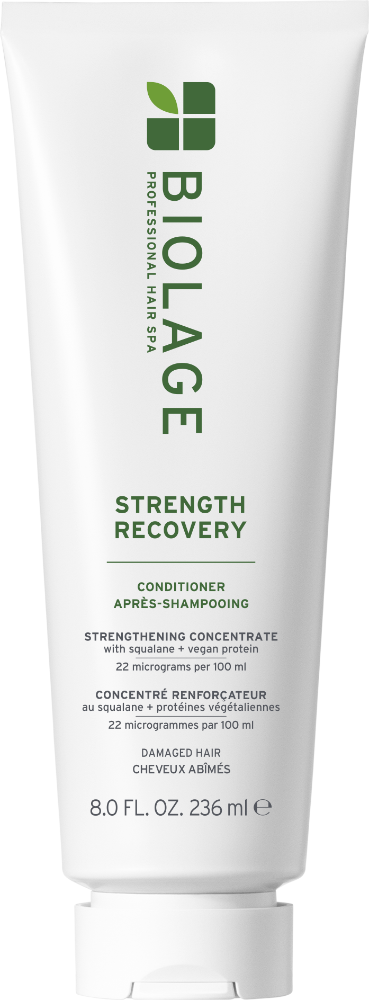 BIOLAGE
PROFESSIONAL HAIR SPA
STRENGTH
RECOVERY
CONDITIONER
APRÈS-SHAMPOOING
STRENGTHENING CONCENTRATE
with squalane + vegan protein
22 micrograms per 100 ml
CONCENTRÉ RENFORÇATEUR
au squalane + protéines végétaliennes
22 microgrammes par 100 ml
DAMAGED HAIR
CHEVEUX ABÎMÉS
8.0 FL. OZ. 236 ml ℮